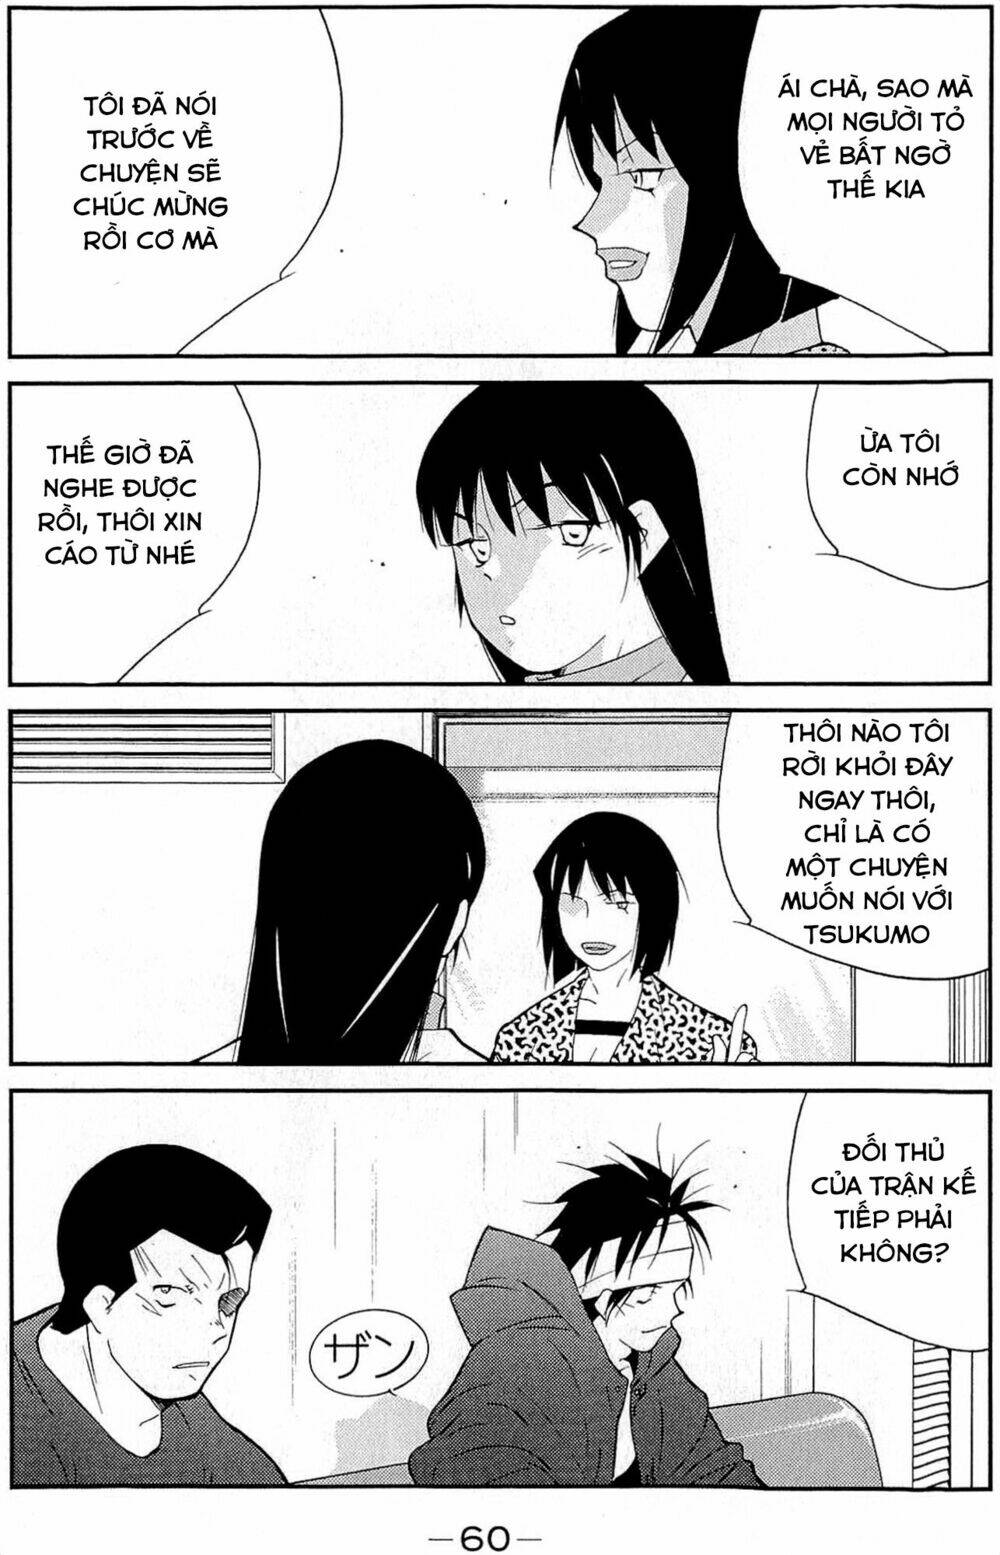 ÁI CHÀ, SAO MÀ
MỌI NGƯỜI TỎ
VẺ BẤT NGỜ
THẾ KIA
TÔI ĐÃ NÓI
TRƯỚC VỀ
CHUYỆN SẼ
CHÚC MỪNG
RỒI CƠ MÀ
ỪA TÔI
CÒN NHỚ
THẾ GIỜ ĐÃ
NGHE ĐƯỢC
RỒI, THÔI XIN
CÁO TỪ NHÉ
THÔI NÀO TÔI
RỜI KHỎI ĐÂY
NGAY THÔI,
CHỈ LÀ CÓ
MỘT CHUYỆN
MUỐN NÓI VỚI
TSUKUMO
ĐỐI THỦ
CỦA TRẬN KẾ
TIẾP PHẢI
KHÔNG?
ザン
—60—